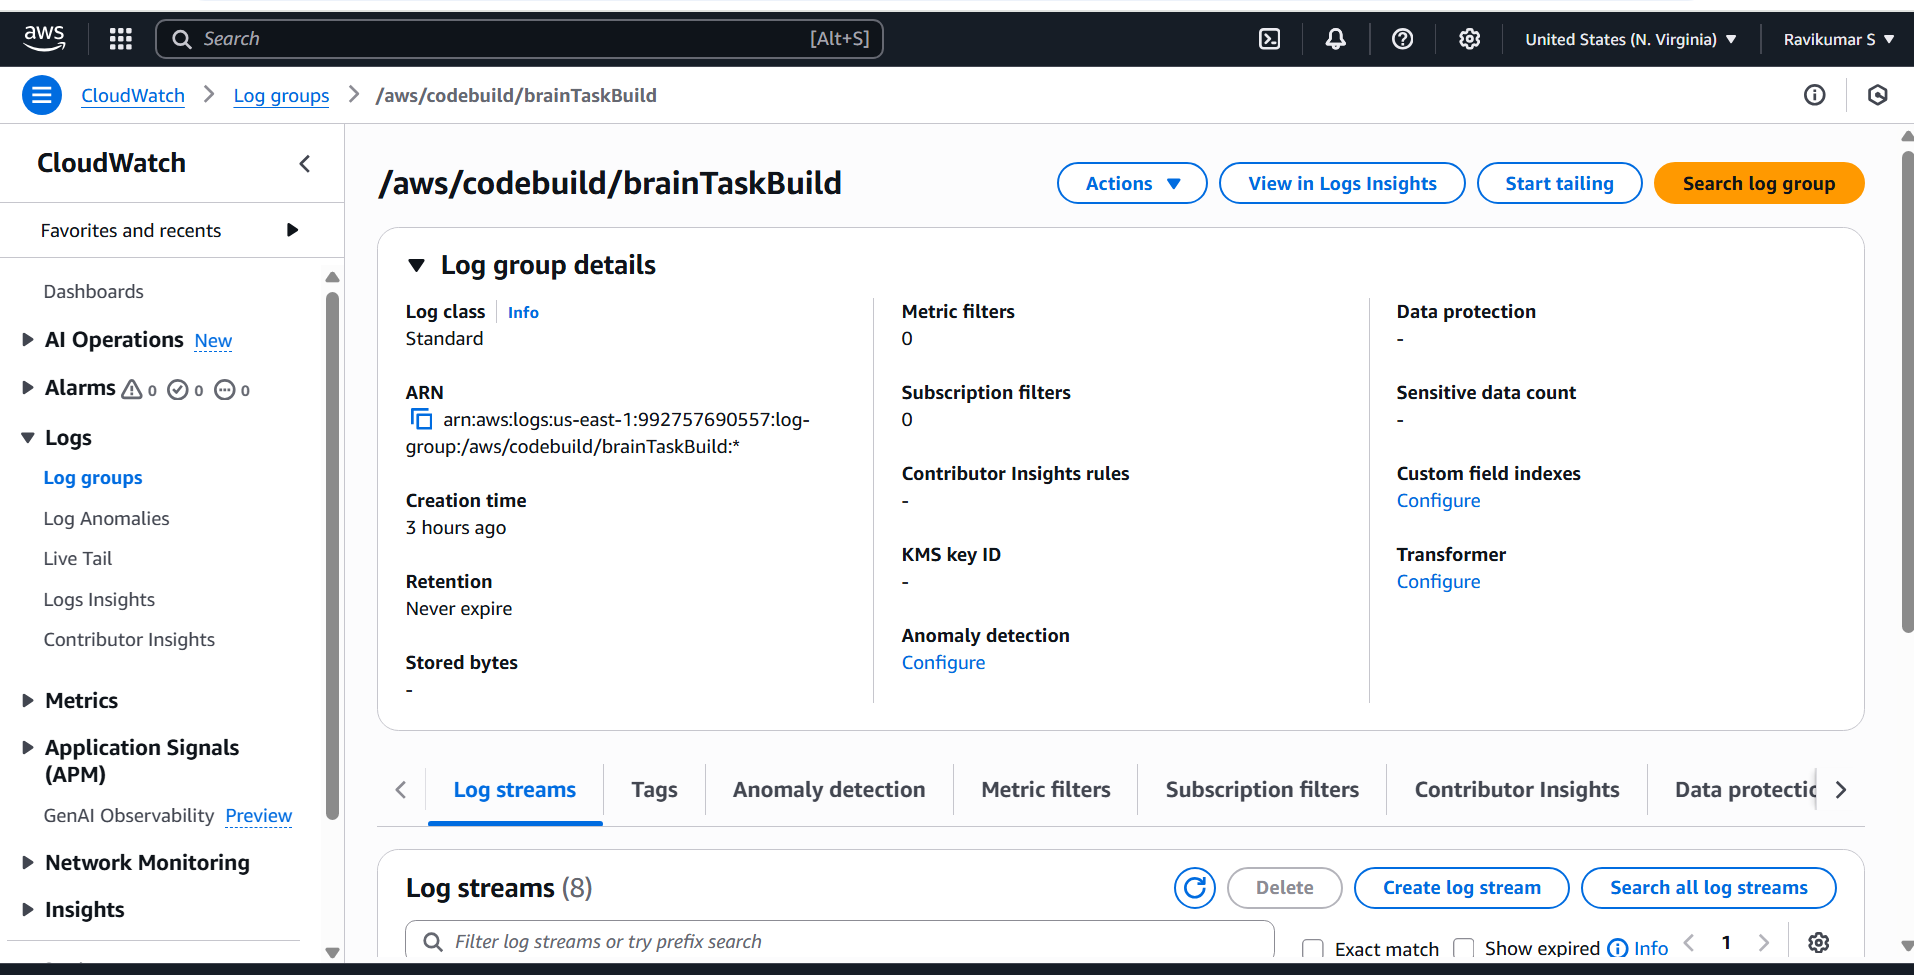 aws
Search
[Alt+S]
United States (N. Virginia)
Ravikumar S
CloudWatch
Log groups
/aws/codebuild/brainTaskBuild
CloudWatch
Favorites and recents
Dashboards
AI Operations New
Alarms 0 0 0
Logs
Log groups
Log Anomalies
Live Tail
Logs Insights
Contributor Insights
Metrics
Application Signals
(APM)
GenAI Observability Preview
Network Monitoring
Insights
/aws/codebuild/brainTaskBuild
Actions
View in Logs Insights
Start tailing
Search log group
Log group details
Log class Info
Standard
ARN
arn:aws:logs:us-east-1:992757690557:log-
group:/aws/codebuild/brainTaskBuild:*
Creation time
3 hours ago
Retention
Never expire
Stored bytes
-
Metric filters
0
Subscription filters
0
Contributor Insights rules
-
KMS key ID
-
Anomaly detection
Configure
Data protection
-
Sensitive data count
-
Custom field indexes
Configure
Transformer
Configure
Log streams
Tags
Anomaly detection
Metric filters
Subscription filters
Contributor Insights
Data protectic
Log streams (8)
Delete
Create log stream
Search all log streams
Filter log streams or try prefix search
Exact match
Show expired
Info
1